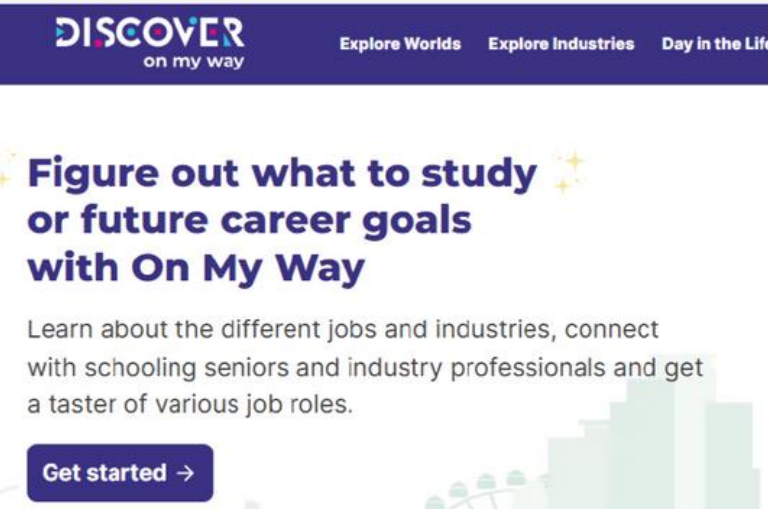 DISCOVER
on my way
Explore Worlds Explore Industries Day in the Life
Figure out what to study
or future career goals
with On My Way
Learn about the different jobs and industries, connect
with schooling seniors and industry professionals and get
a taster of various job roles.
Get started →